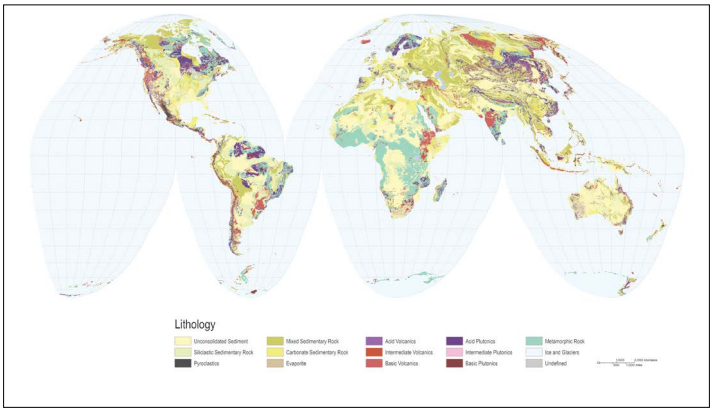 Lithology
Unconsolidated Sediment
Mixed Sedimentary Rock
Acid Volcanics
Acid Plutonics
Metamorphic Rock
Siliclastic Sedimentary Rock
Carbonate Sedimentary Rock
Intermediate Volcanics
Intermediate Plutonics
Ice and Glaciers
Pyroclastics
Evaporite
Basic Volcanics
Basic Plutonics
Undefined